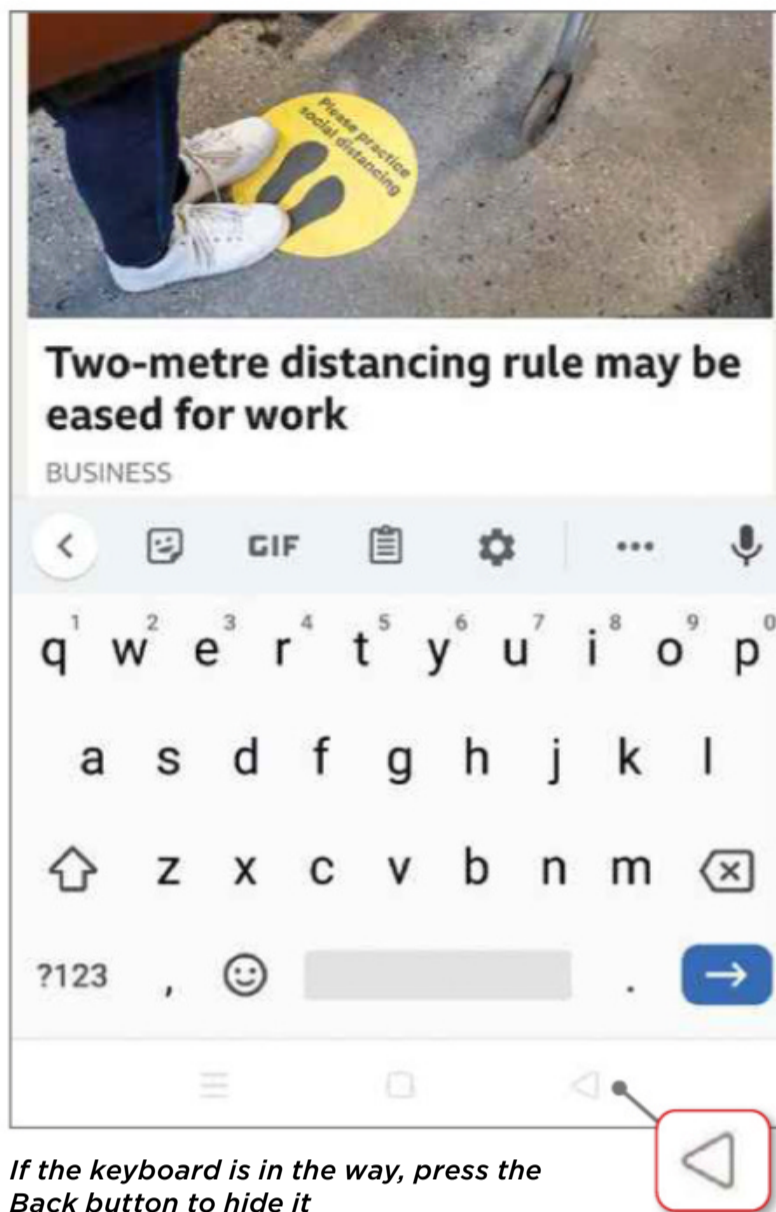 Please practice
social distancing
Two-metre distancing rule may be
eased for work
BUSINESS
GIF
1 2 3 4 5 6 7 8 9 0
q w e r t y u i o p
a s d f g h j k l
z x c v b n m
?123 , .
If the keyboard is in the way, press the
Back button to hide it